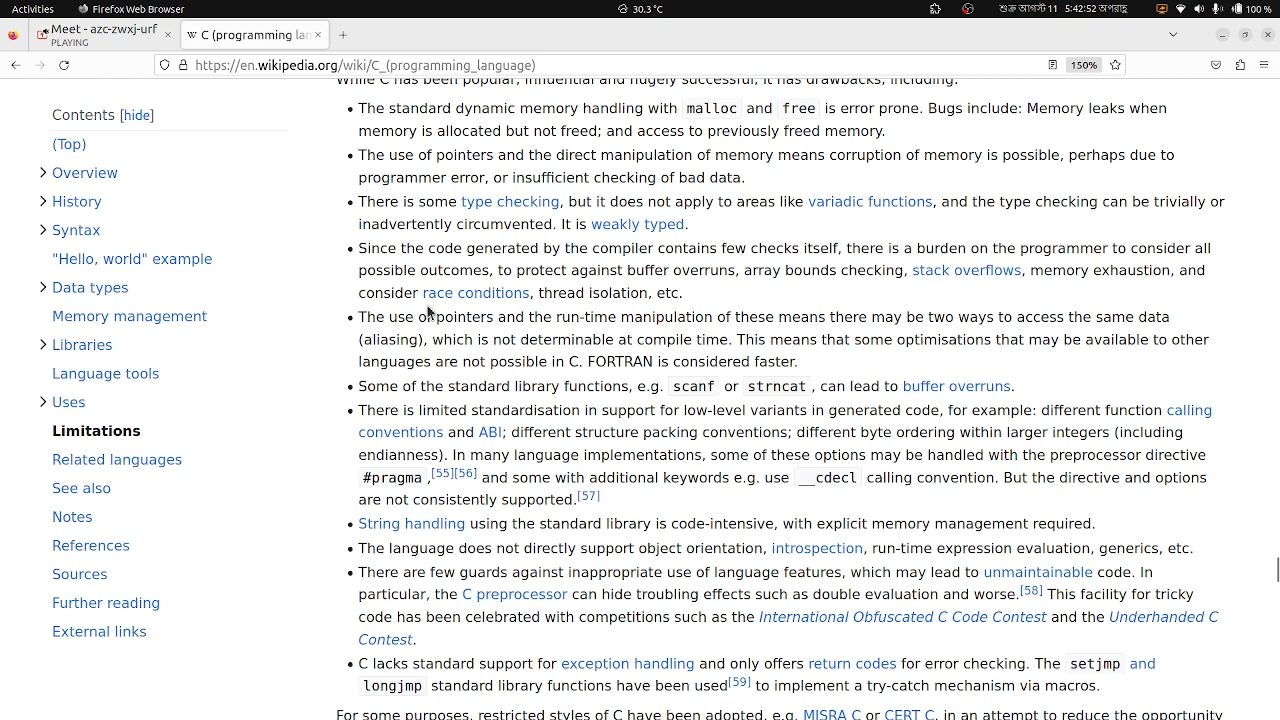 Activities
Firefox Web Browser
30.3 °C
শুক্র আগস্ট 11 5:42:52 অপরাহ্ণ
100 %
Meet - azc-zwxj-urf
PLAYING
W C (programming lan
https://en.wikipedia.org/wiki/C_(programming_language)
150%
Contents [hide]
(Top)
Overview
History
Syntax
"Hello, world" example
Data types
Memory management
Libraries
Language tools
Uses
Limitations
Related languages
See also
Notes
References
Sources
Further reading
External links
While C has been popular, influential and hugely successful, it has drawbacks, including:
• The standard dynamic memory handling with malloc and free is error prone. Bugs include: Memory leaks when
memory is allocated but not freed; and access to previously freed memory.
• The use of pointers and the direct manipulation of memory means corruption of memory is possible, perhaps due to
programmer error, or insufficient checking of bad data.
• There is some type checking, but it does not apply to areas like variadic functions, and the type checking can be trivially or
inadvertently circumvented. It is weakly typed.
• Since the code generated by the compiler contains few checks itself, there is a burden on the programmer to consider all
possible outcomes, to protect against buffer overruns, array bounds checking, stack overflows, memory exhaustion, and
consider race conditions, thread isolation, etc.
• The use of pointers and the run-time manipulation of these means there may be two ways to access the same data
(aliasing), which is not determinable at compile time. This means that some optimisations that may be available to other
languages are not possible in C. FORTRAN is considered faster.
• Some of the standard library functions, e.g. scanf or strncat, can lead to buffer overruns.
• There is limited standardisation in support for low-level variants in generated code, for example: different function calling
conventions and ABI; different structure packing conventions; different byte ordering within larger integers (including
endianness). In many language implementations, some of these options may be handled with the preprocessor directive
#pragma,[55][56] and some with additional keywords e.g. use __cdecl calling convention. But the directive and options
are not consistently supported.[57]
• String handling using the standard library is code-intensive, with explicit memory management required.
• The language does not directly support object orientation, introspection, run-time expression evaluation, generics, etc.
• There are few guards against inappropriate use of language features, which may lead to unmaintainable code. In
particular, the C preprocessor can hide troubling effects such as double evaluation and worse.[58] This facility for tricky
code has been celebrated with competitions such as the International Obfuscated C Code Contest and the Underhanded C
Contest.
• C lacks standard support for exception handling and only offers return codes for error checking. The setjmp and
longjmp standard library functions have been used[59] to implement a try-catch mechanism via macros.
For some purposes, restricted styles of C have been adopted, e.g. MISRA C or CERT C, in an attempt to reduce the opportunity